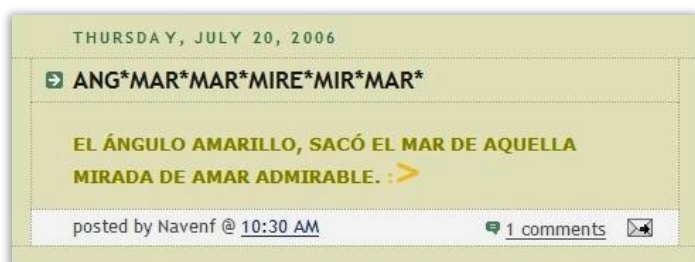 THURSDAY, JULY 20, 2006
ANG*MAR*MAR*MIRE*MIR*MAR*
EL ÁNGULO AMARILLO, SACÓ EL MAR DE AQUELLA
MIRADA DE AMAR ADMIRABLE. :>
posted by Navenf @ 10:30 AM 1 comments